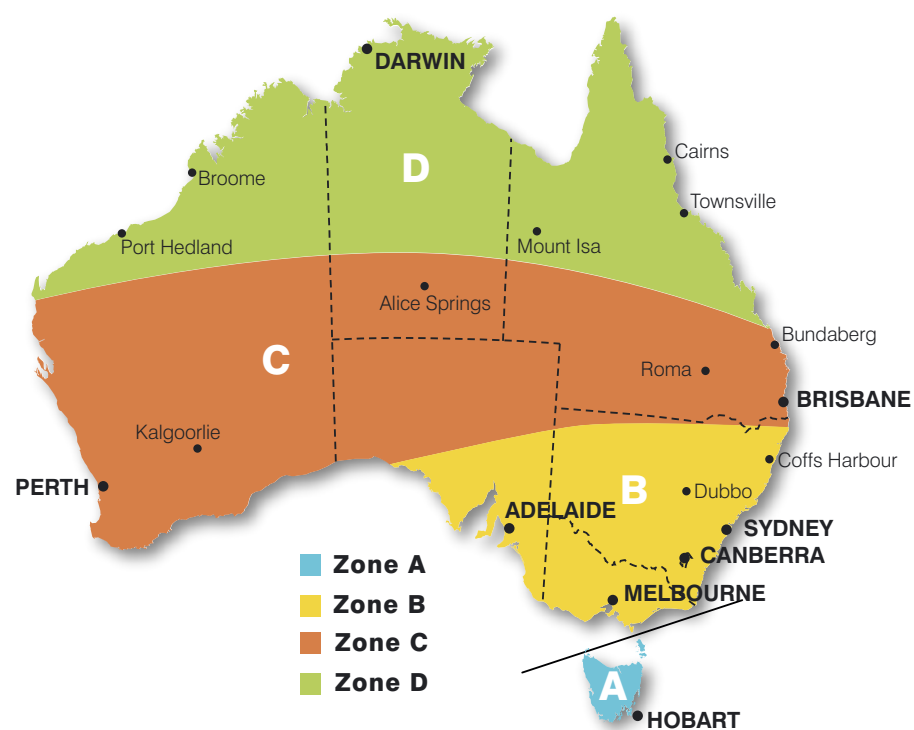 DARWIN
Cairns
D
Broome
Townsville
Port Hedland
Mount Isa
Alice Springs
Bundaberg
C
Roma
BRISBANE
Kalgoorlie
Coffs Harbour
PERTH
B
Dubbo
ADELAIDE
SYDNEY
CANBERRA
Zone A
MELBOURNE
Zone B
Zone C
Zone D
A
HOBART